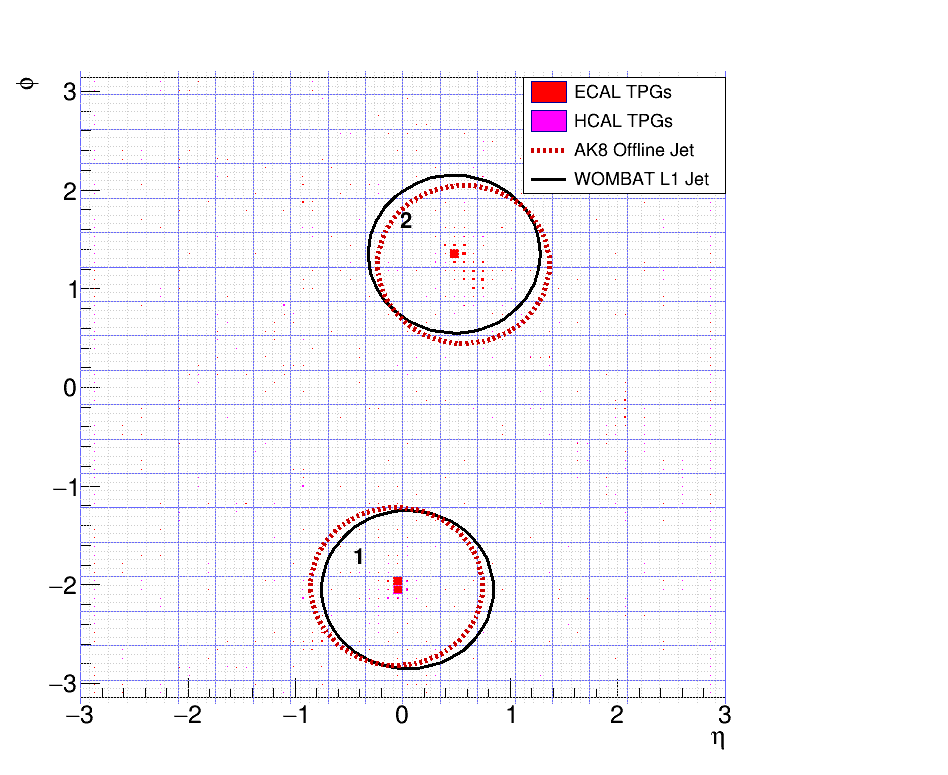 φ
3
2
1
0
−1
−2
−3
ECAL TPGs
HCAL TPGs
AK8 Offline Jet
WOMBAT L1 Jet
2
1
−3 −2 −1 0 1 2 3
η